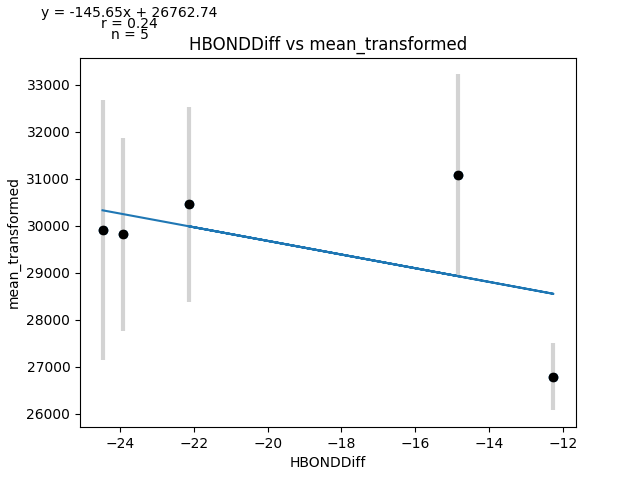 y = -145.65x + 26762.74
r = 0.24
n = 5
HBONDDiff vs mean_transformed
33000
32000
31000
30000
29000
28000
27000
26000
mean_transformed
−24
−22
−20
−18
−16
−14
−12
HBONDDiff